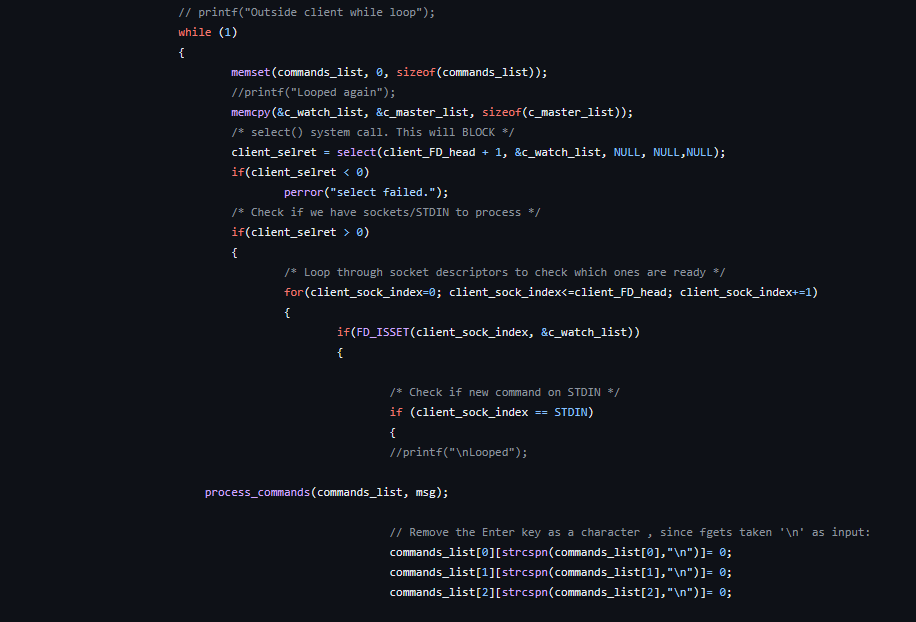 // printf("Outside client while loop");
while (1)
{
memset(commands_list, 0, sizeof(commands_list));
//printf("Looped again");
memcpy(&c_watch_list, &c_master_list, sizeof(c_master_list));
/* select() system call. This will BLOCK */
client_selret = select(client_FD_head + 1, &c_watch_list, NULL, NULL,NULL);
if(client_selret < 0)
perror("select failed.");
/* Check if we have sockets/STDIN to process */
if(client_selret > 0)
{
/* Loop through socket descriptors to check which ones are ready */
for(client_sock_index=0; client_sock_index<=client_FD_head; client_sock_index+=1)
{
if(FD_ISSET(client_sock_index, &c_watch_list))
{
/* Check if new command on STDIN */
if (client_sock_index == STDIN)
{
//printf("\nLooped");
process_commands(commands_list, msg);
// Remove the Enter key as a character , since fgets taken '\n' as input:
commands_list[0][strcspn(commands_list[0],"\n")]= 0;
commands_list[1][strcspn(commands_list[1],"\n")]= 0;
commands_list[2][strcspn(commands_list[2],"\n")]= 0;